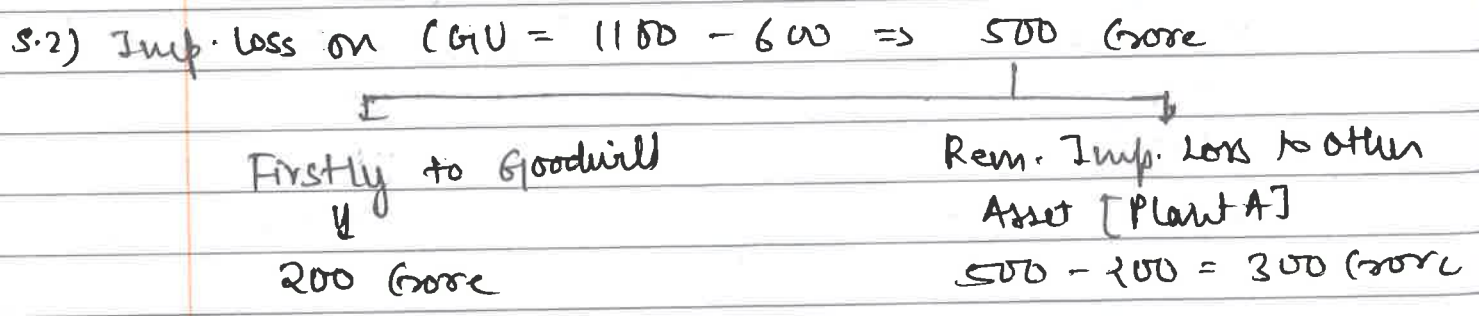 S.2) Imp. Loss on CGU = 1100 - 600 => 500 Crore
Firstly to Goodwill
200 Crore
Rem. Imp. Loss to other
Asset [Plant A]
500 - 200 = 300 Crore